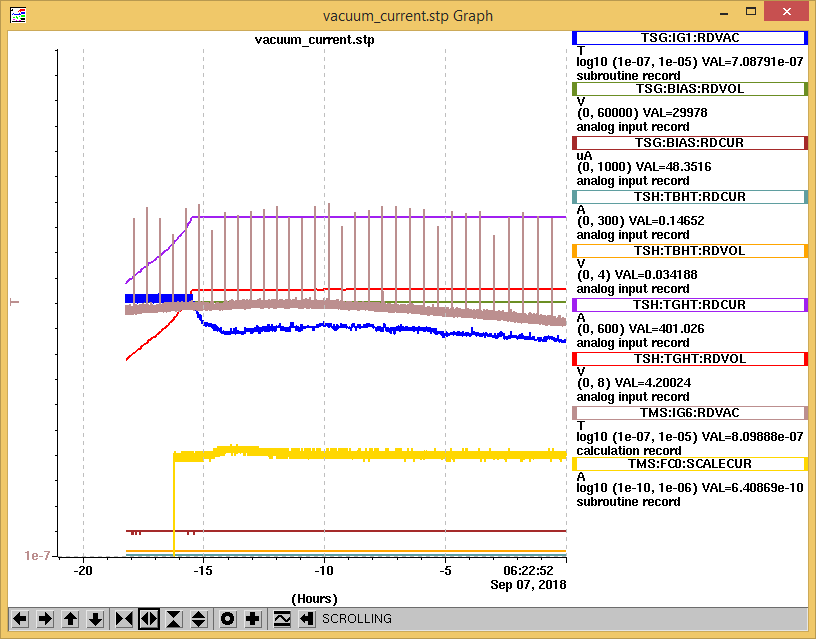 vacuum_current.stp Graph
vacuum_current.stp
TSG:IG1:RDVAC
T
log10 (1e-07, 1e-05) VAL=7.08791e-07
subroutine record
TSG:BIAS:RDVOL
V
(0, 60000) VAL=29978
analog input record
TSG:BIAS:RDCUR
uA
(0, 1000) VAL=48.3516
analog input record
TSH:TBHT:RDCUR
A
(0, 300) VAL=0.14652
analog input record
TSH:TBHT:RDVOL
V
(0, 4) VAL=0.034188
analog input record
TSH:TGHT:RDCUR
A
(0, 600) VAL=401.026
analog input record
TSH:TGHT:RDVOL
V
(0, 8) VAL=4.20024
analog input record
TMS:IG6:RDVAC
T
log10 (1e-07, 1e-05) VAL=8.09888e-07
calculation record
TMS:FC0:SCALECUR
A
log10 (1e-10, 1e-06) VAL=6.40869e-10
subroutine record
T
1e-7
-20 -15 -10 -5 06:22:52
Sep 07, 2018
(Hours)
SCROLLING